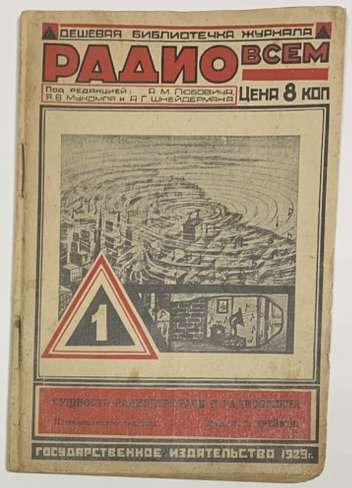 ДЕШЕВАЯ БИБЛИОТЕЧКА ЖУРНАЛА
РАДИО ВСЕМ
Под редакцией: А.М. Любовича,
Я.В. Мукомля и А.Г. Шнейдермана
Цена 8 коп
1
СУЩНОСТЬ РАДИОПЕРЕДАЧИ И РАДИОПРИЕМА
ГОСУДАРСТВЕННОЕ ИЗДАТЕЛЬСТВО 1929г.